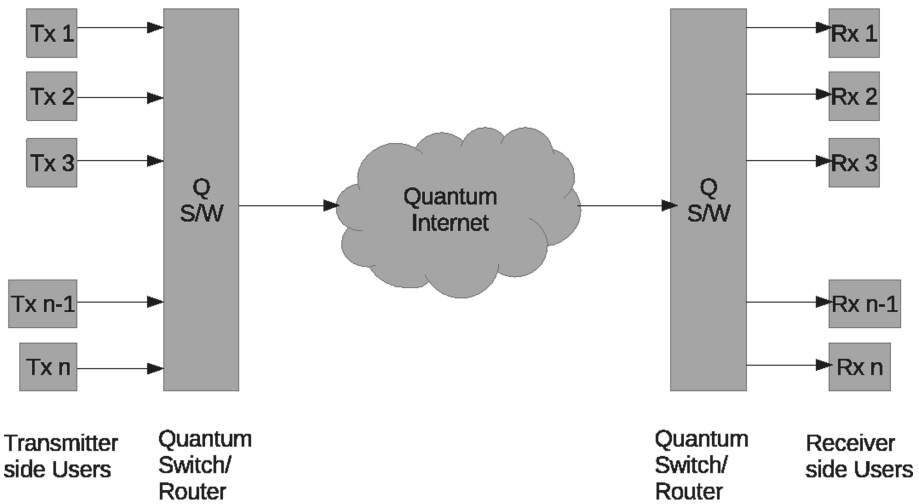 Tx 1
Tx 2
Tx 3
Tx n-1
Tx n
Q
S/W
Quantum
Internet
Q
S/W
Rx 1
Rx 2
Rx 3
Rx n-1
Rx n
Transmitter
side Users
Quantum
Switch/
Router
Quantum
Switch/
Router
Receiver
side Users